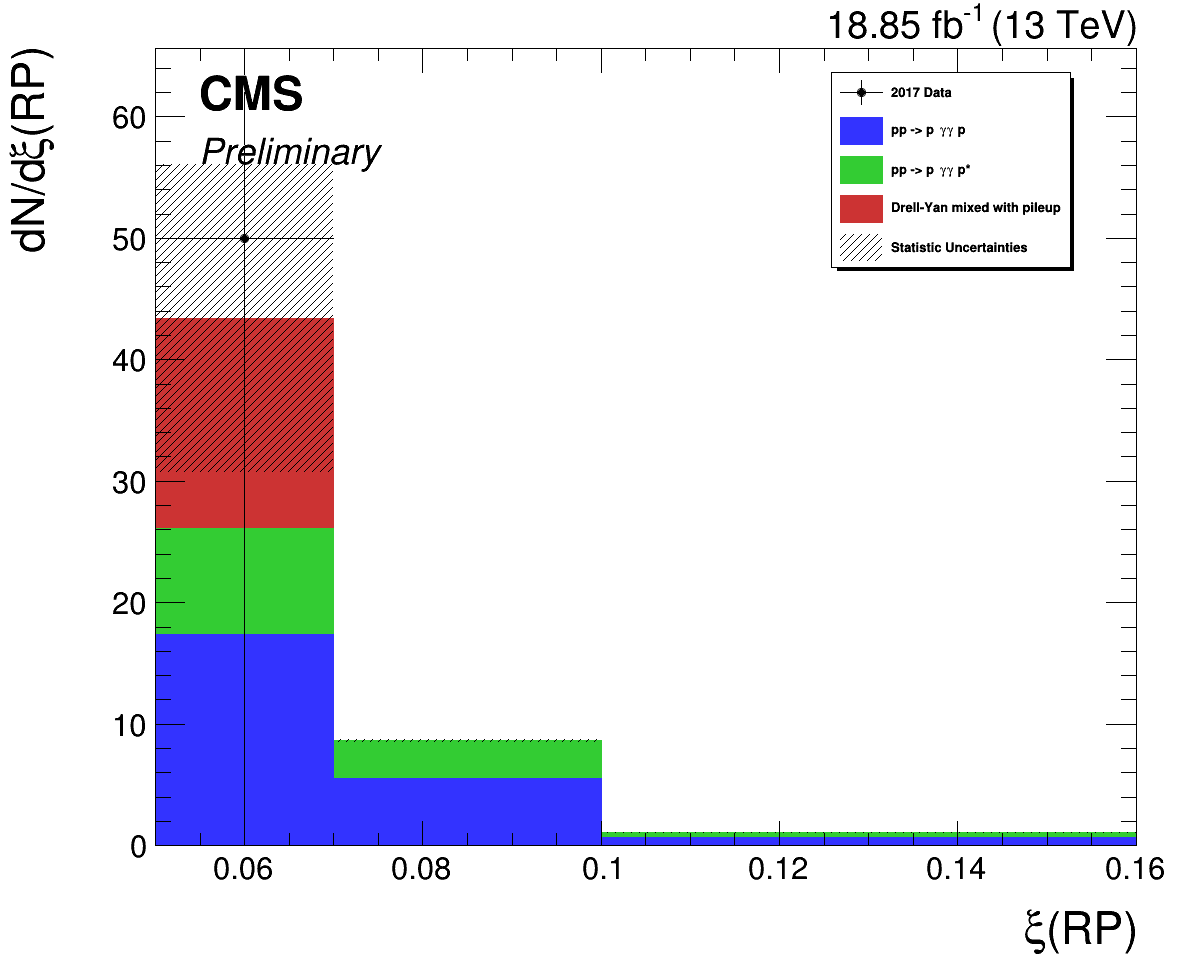 18.85 fb⁻¹ (13 TeV)
dN/dξ(RP)
CMS
Preliminary
2017 Data
pp -> p γγ p
pp -> p γγ p*
Drell-Yan mixed with pileup
Statistic Uncertainties
60
50
40
30
20
10
0
0.06 0.08 0.1 0.12 0.14 0.16
ξ(RP)